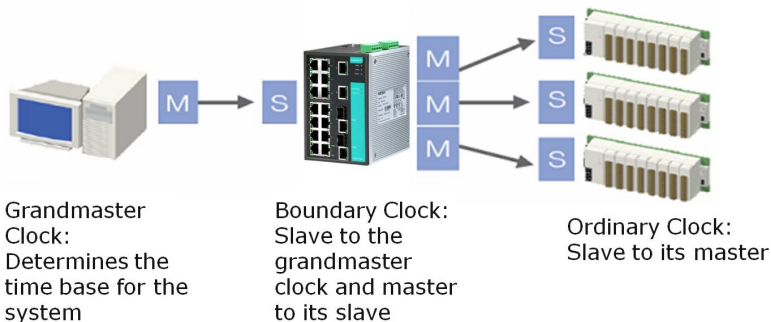 M
S
M
M
M
S
S
S
Grandmaster
Clock:
Determines the
time base for the
system
Boundary Clock:
Slave to the
grandmaster
clock and master
to its slave
Ordinary Clock:
Slave to its master